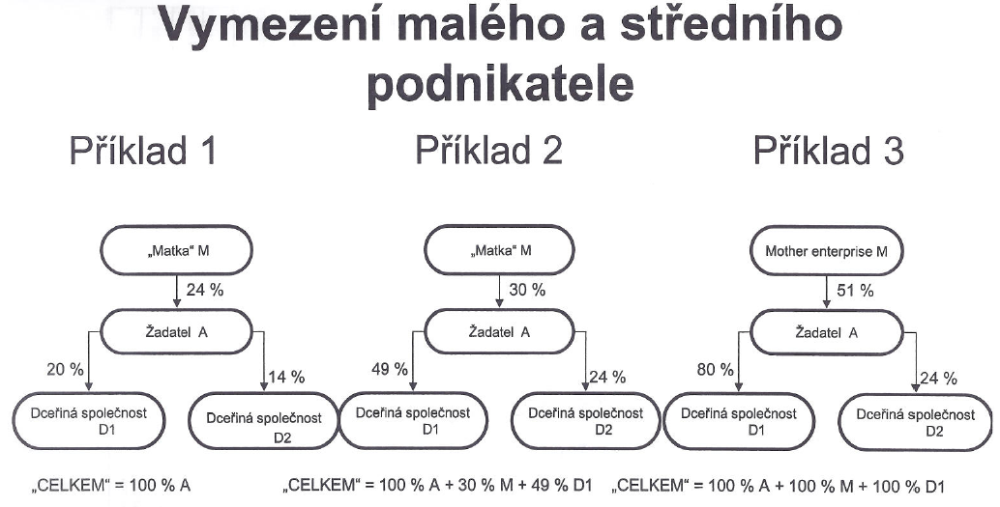 Vymezení malého a středního
podnikatele
Příklad 1
Příklad 2
Příklad 3
„Matka“ M
24 %
Žadatel A
20 %
14 %
Dceřiná společnost
D1
Dceřiná společnost
D2
„CELKEM“ = 100 % A
„Matka“ M
30 %
Žadatel A
49 %
24 %
Dceřiná společnost
D1
Dceřiná společnost
D2
„CELKEM“ = 100 % A + 30 % M + 49 % D1
Mother enterprise M
51 %
Žadatel A
80 %
24 %
Dceřiná společnost
D1
Dceřiná společnost
D2
„CELKEM“ = 100 % A + 100 % M + 100 % D1